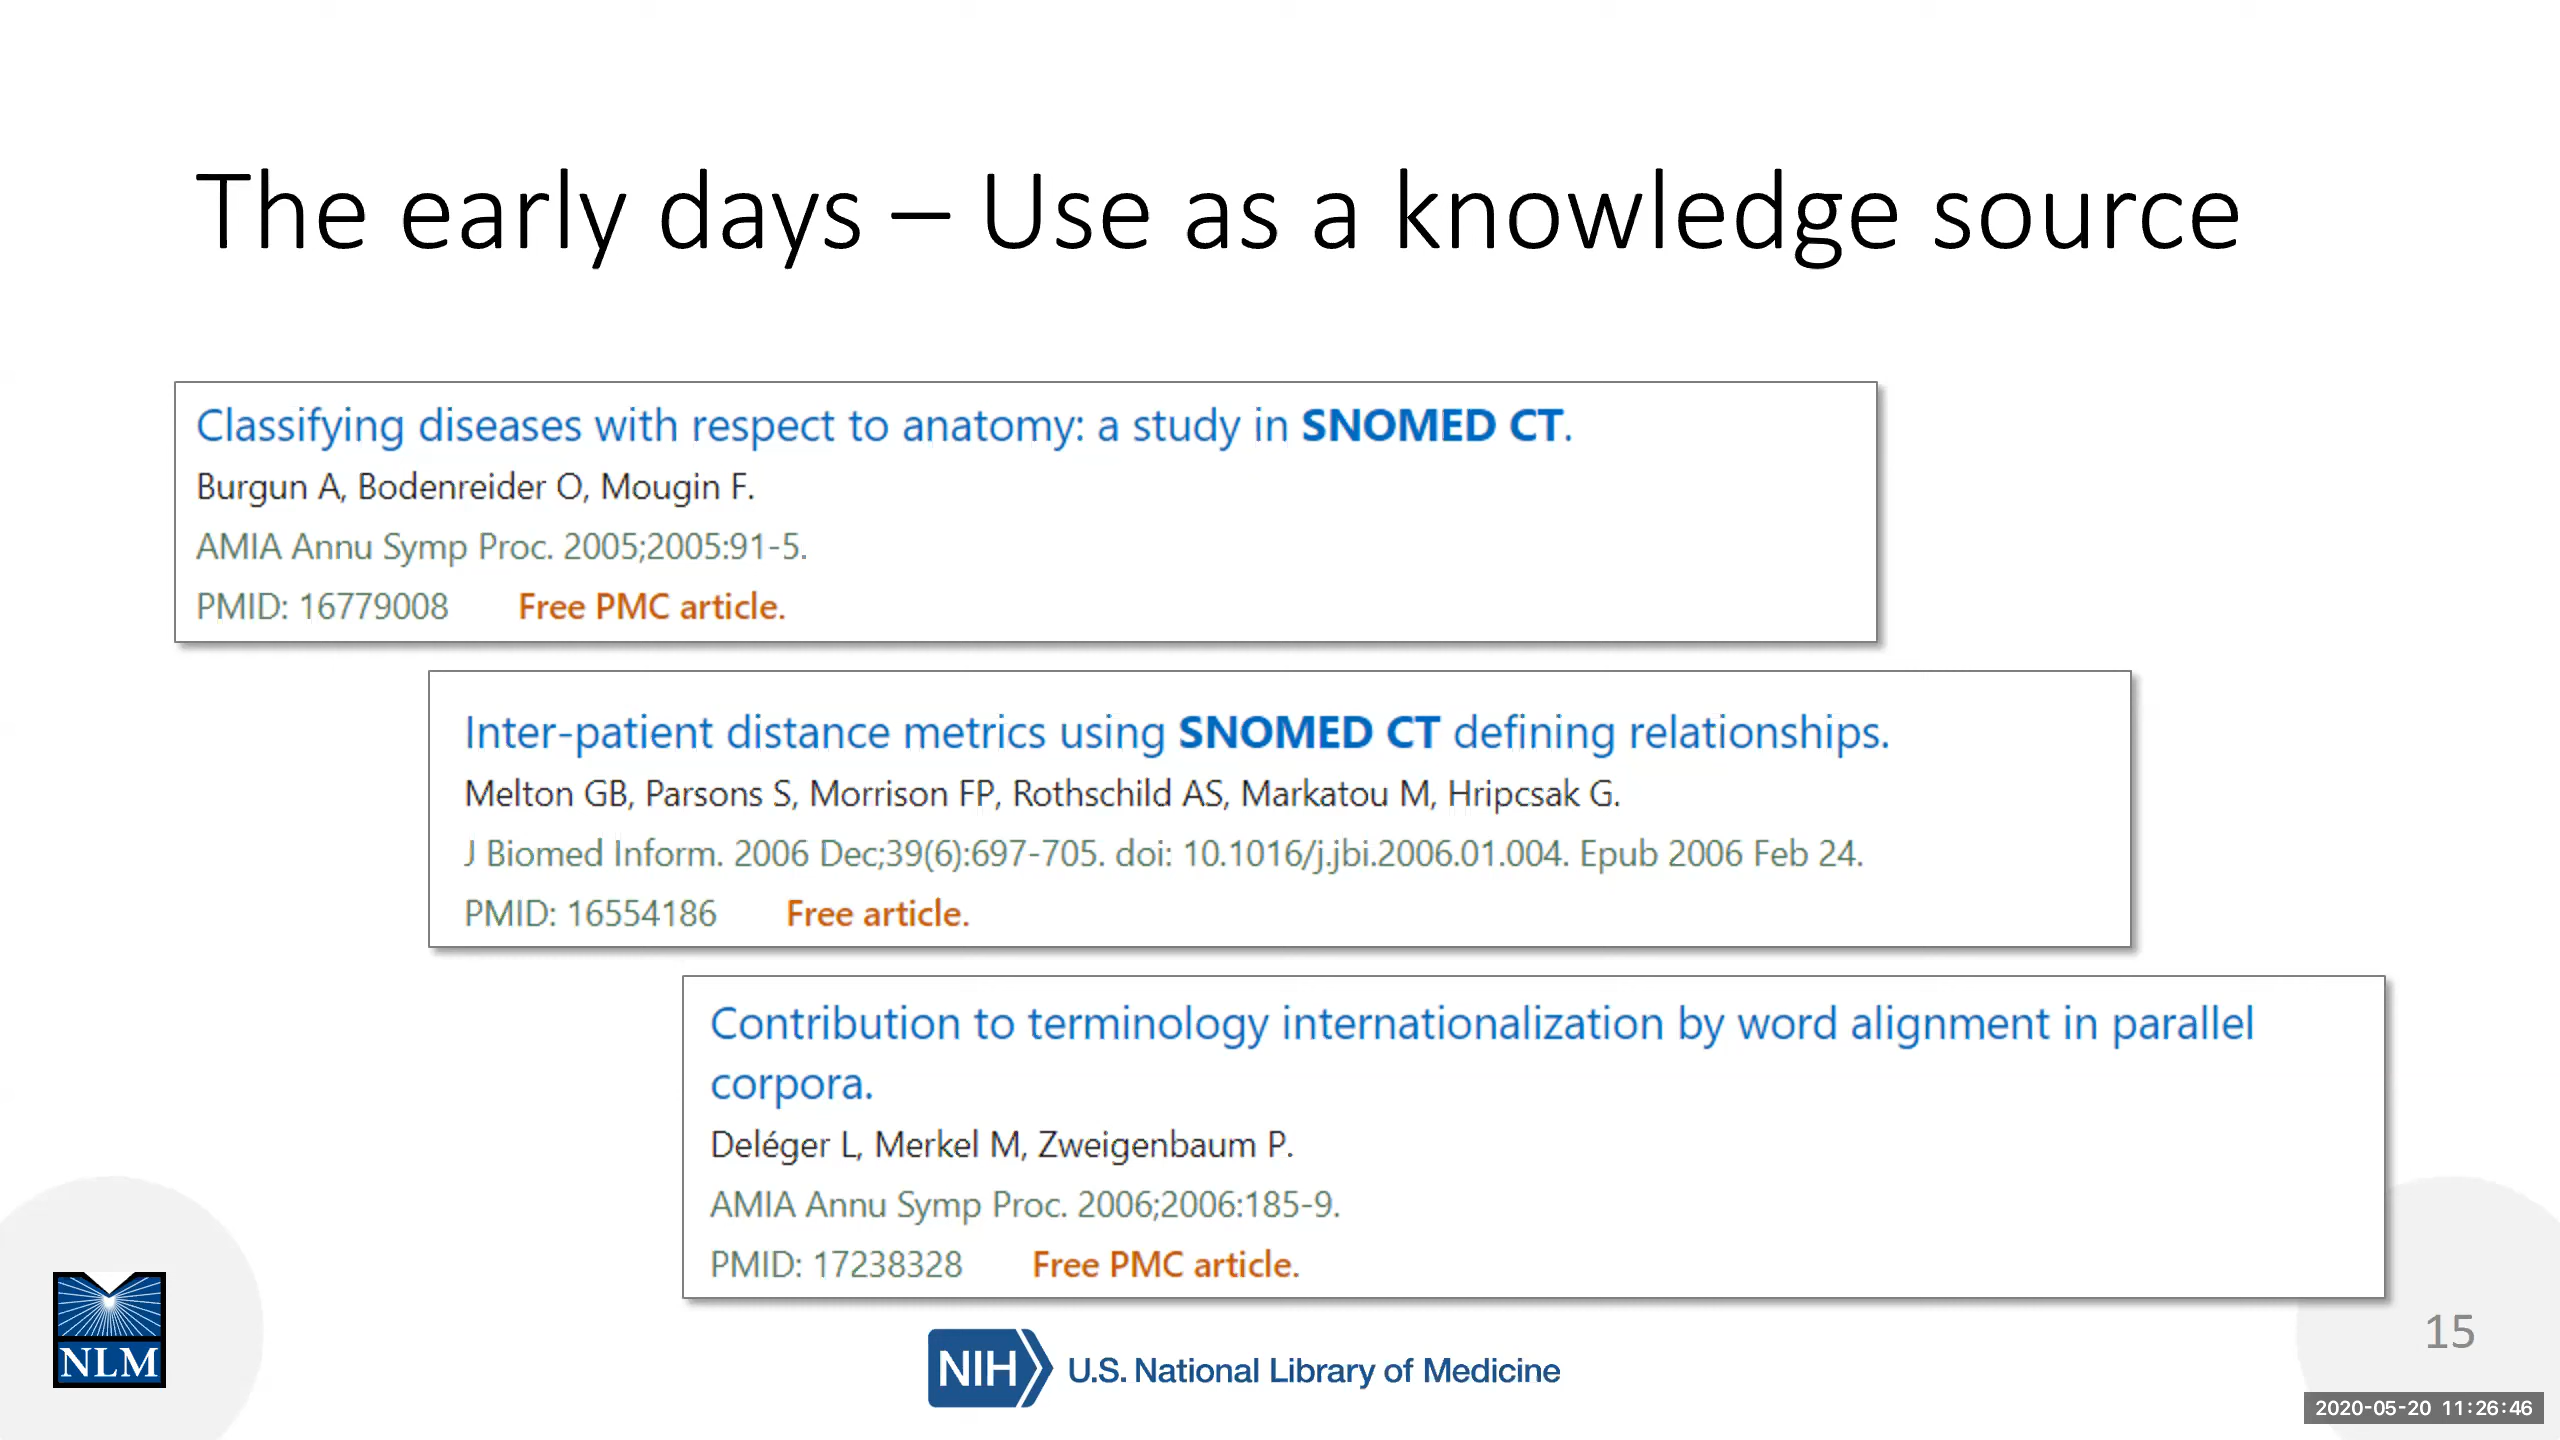 The early days – Use as a knowledge source
Classifying diseases with respect to anatomy: a study in SNOMED CT.
Burgun A, Bodenreider O, Mougin F.
AMIA Annu Symp Proc. 2005;2005:91-5.
PMID: 16779008 Free PMC article.
Inter-patient distance metrics using SNOMED CT defining relationships.
Melton GB, Parsons S, Morrison FP, Rothschild AS, Markatou M, Hripcsak G.
J Biomed Inform. 2006 Dec;39(6):697-705. doi: 10.1016/j.jbi.2006.01.004. Epub 2006 Feb 24.
PMID: 16554186 Free article.
Contribution to terminology internationalization by word alignment in parallel
corpora.
Deléger L, Merkel M, Zweigenbaum P.
AMIA Annu Symp Proc. 2006;2006:185-9.
PMID: 17238328 Free PMC article.
NLM
NIH U.S. National Library of Medicine
15
2020-05-20 11:26:46